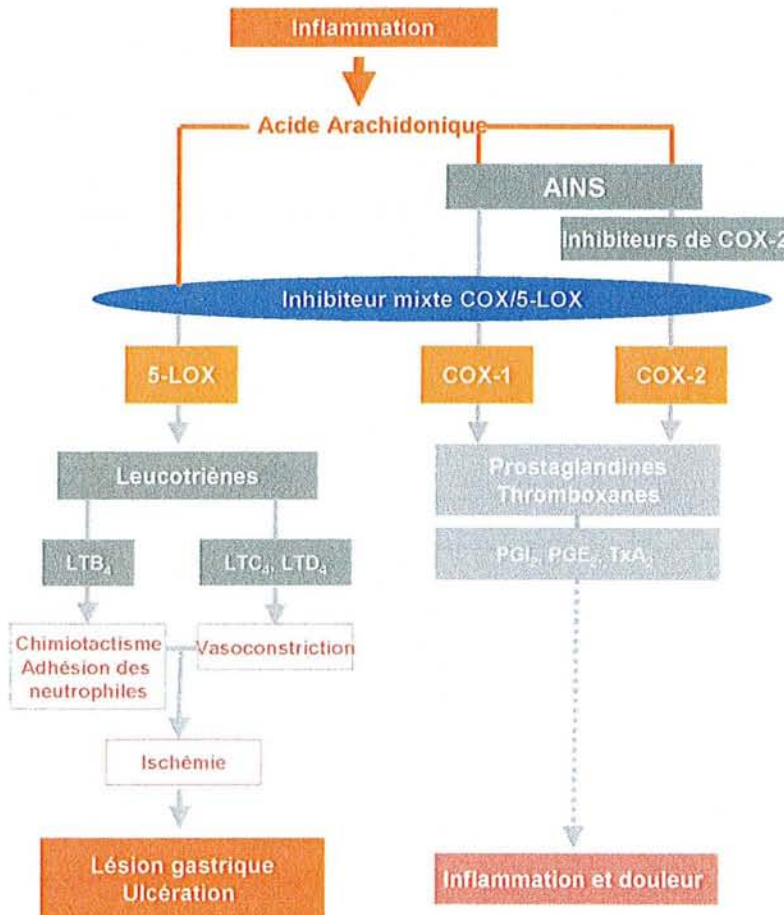 Inflammation
Acide Arachidonique
AINS
Inhibiteurs de COX-2
Inhibiteur mixte COX/5-LOX
5-LOX
COX-1
COX-2
Leucotriènes
Prostaglandines
Thromboxanes
LTB₄
LTC₄, LTD₄
PGI₂, PGE₂, TxA₂
Chimiotactisme
Adhésion des
neutrophiles
Vasoconstriction
Ischémie
Lésion gastrique
Ulcération
Inflammation et douleur